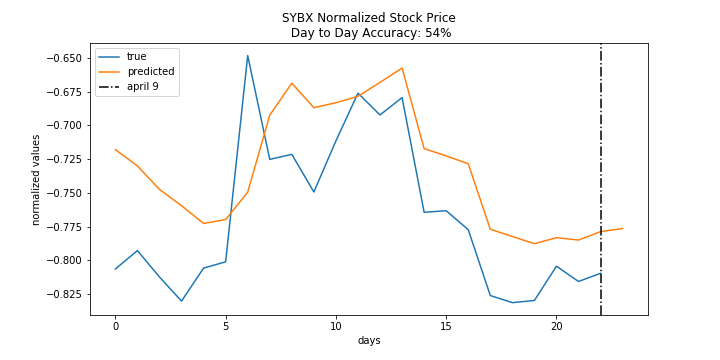 SYBX Normalized Stock Price
Day to Day Accuracy: 54%
true
predicted
april 9
normalized values
−0.650
−0.675
−0.700
−0.725
−0.750
−0.775
−0.800
−0.825
0
5
10
15
20
days